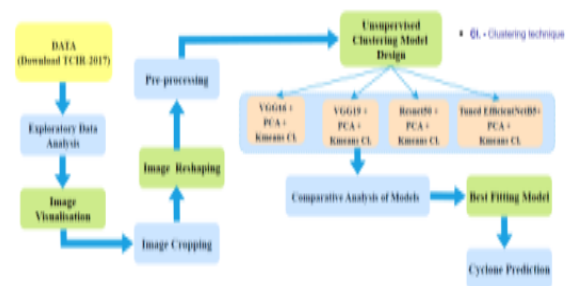 DATA
(Download TCIR-2017)
Exploratory Data
Analysis
Image
Visualisation
Image Cropping
Image Reshaping
Pre-processing
Unsupervised
Clustering Model
Design
• CL - Clustering technique
VGG16 +
PCA +
Kmeans CL
VGG19 +
PCA +
Kmeans CL
Resnet50 +
PCA +
Kmeans CL
Tuned EfficientNetB5+
PCA +
Kmeans CL
Comparative Analysis of Models
Best Fitting Model
Cyclone Prediction